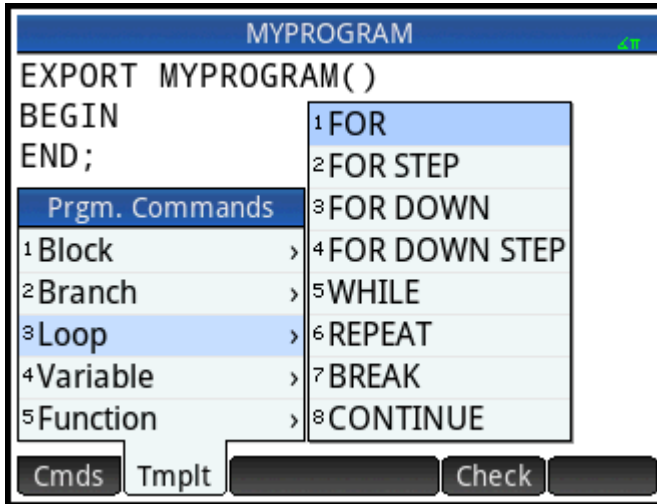 MYPROGRAM
∡π
EXPORT MYPROGRAM()
BEGIN
END;
Prgm. Commands
1 Block >
2 Branch >
3 Loop >
4 Variable >
5 Function >
1 FOR
2 FOR STEP
3 FOR DOWN
4 FOR DOWN STEP
5 WHILE
6 REPEAT
7 BREAK
8 CONTINUE
Cmds Tmplt Check